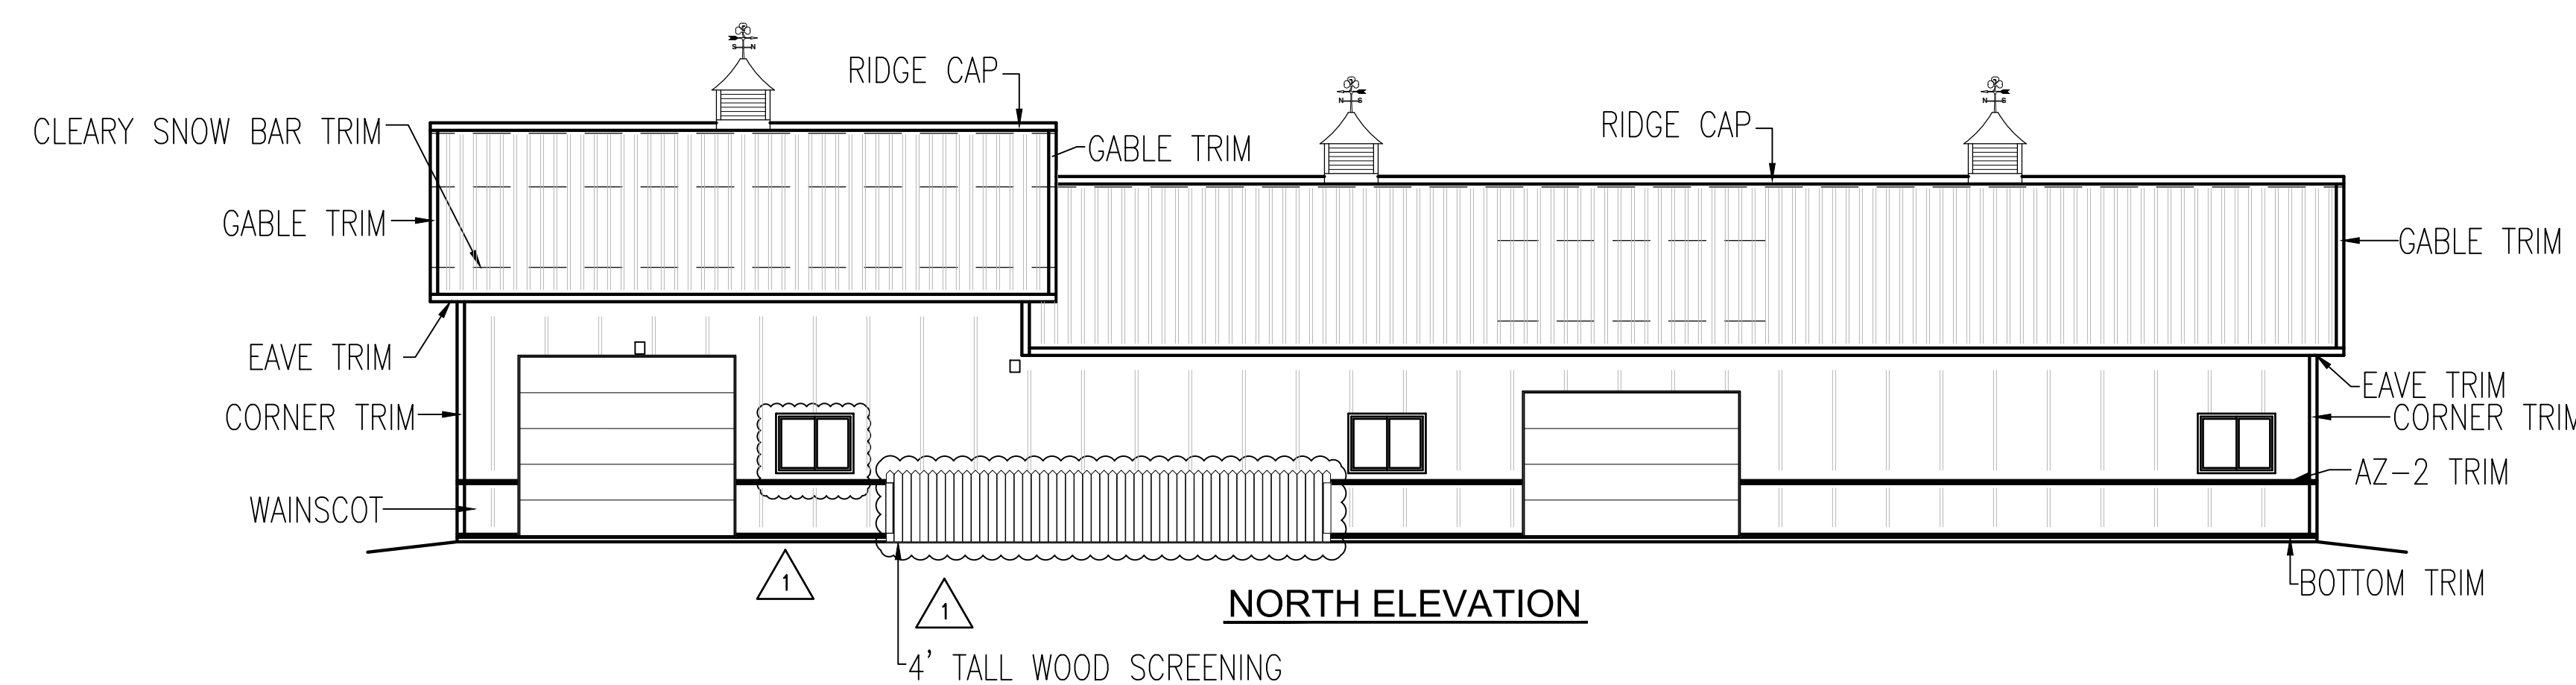 S N
RIDGE CAP
N S
N S
RIDGE CAP
CLEARY SNOW BAR TRIM
GABLE TRIM
GABLE TRIM
GABLE TRIM
EAVE TRIM
EAVE TRIM
CORNER TRIM
CORNER TRIM
AZ-2 TRIM
WAINSCOT
1
1
BOTTOM TRIM
NORTH ELEVATION
4' TALL WOOD SCREENING